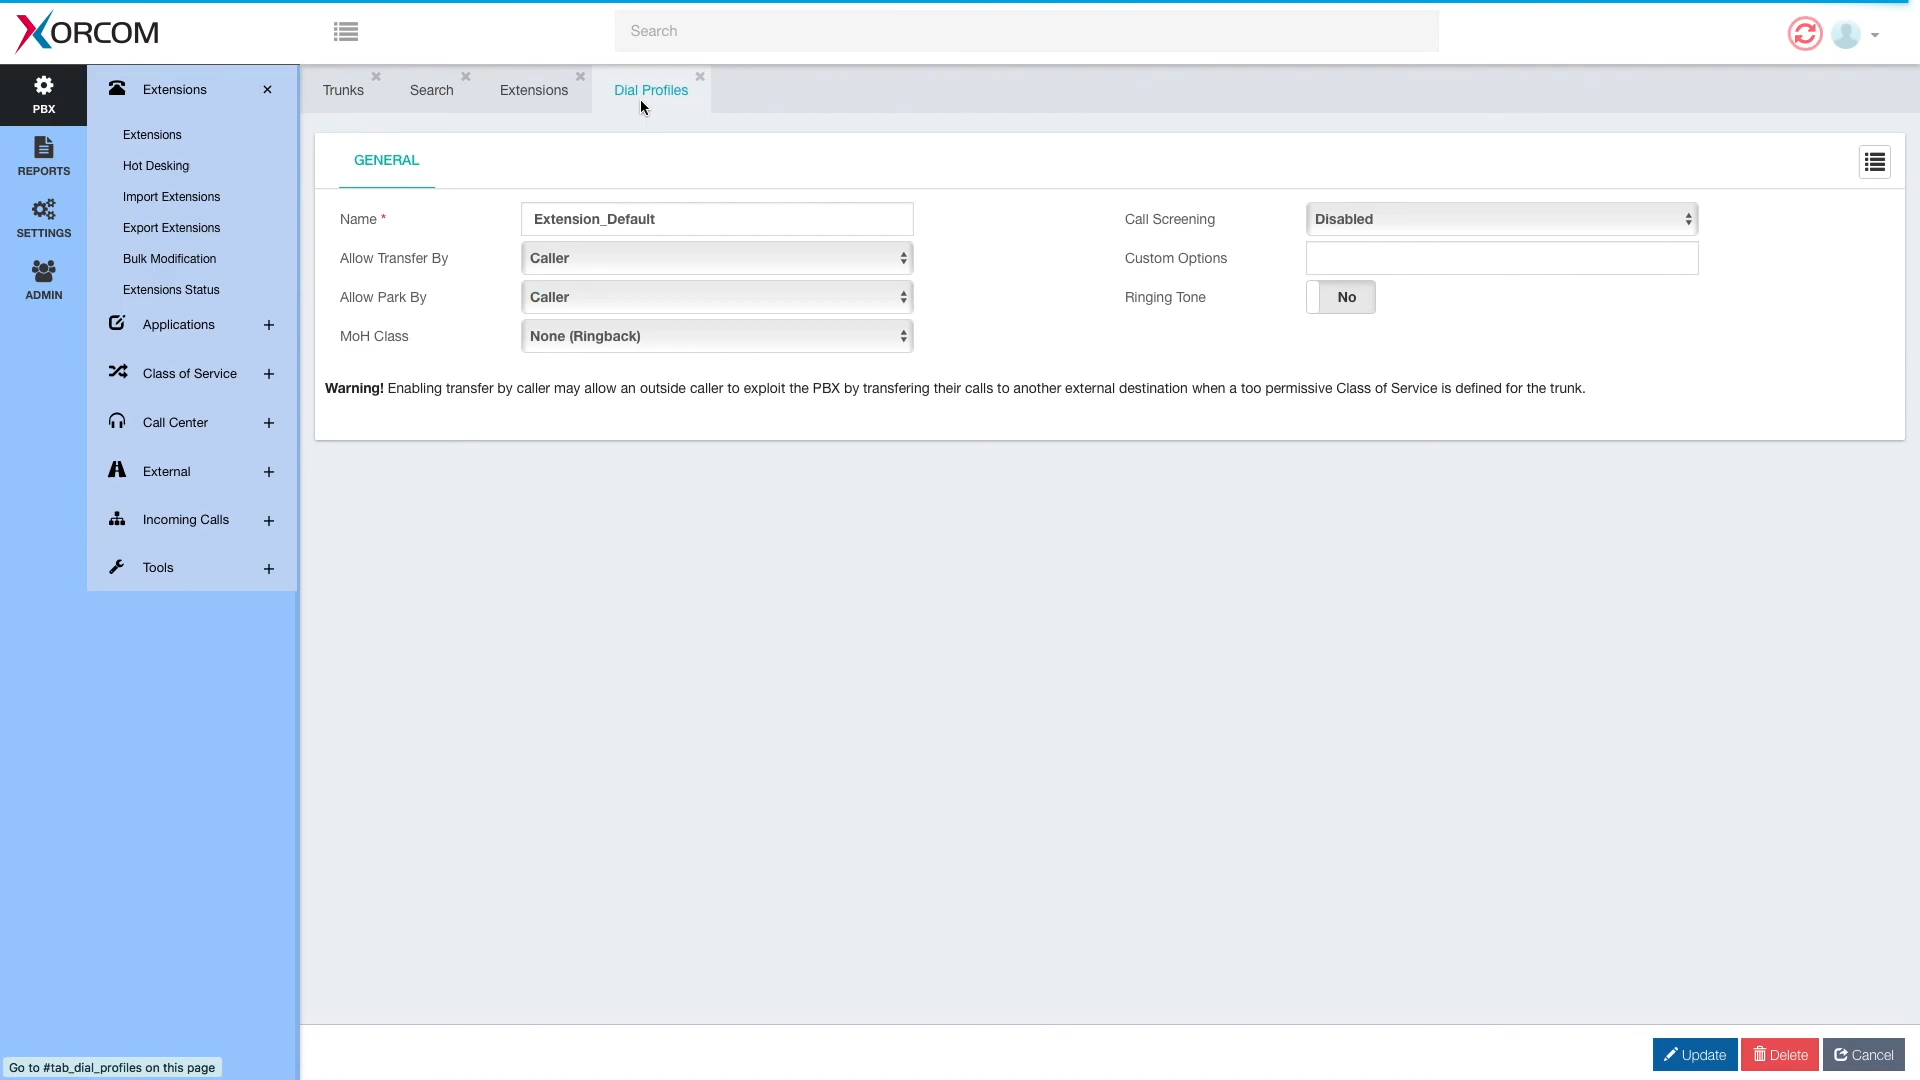 XORCOM
Search
PBX
REPORTS
SETTINGS
ADMIN
Extensions
Extensions
Hot Desking
Import Extensions
Export Extensions
Bulk Modification
Extensions Status
Applications +
Class of Service +
Call Center +
External +
Incoming Calls +
Tools +
Trunks
Search
Extensions
Dial Profiles
GENERAL
Name * Extension_Default
Allow Transfer By Caller
Allow Park By Caller
MoH Class None (Ringback)
Call Screening Disabled
Custom Options
Ringing Tone No
Warning! Enabling transfer by caller may allow an outside caller to exploit the PBX by transfering their calls to another external destination when a too permissive Class of Service is defined for the trunk.
Update Delete Cancel
Go to #tab_dial_profiles on this page